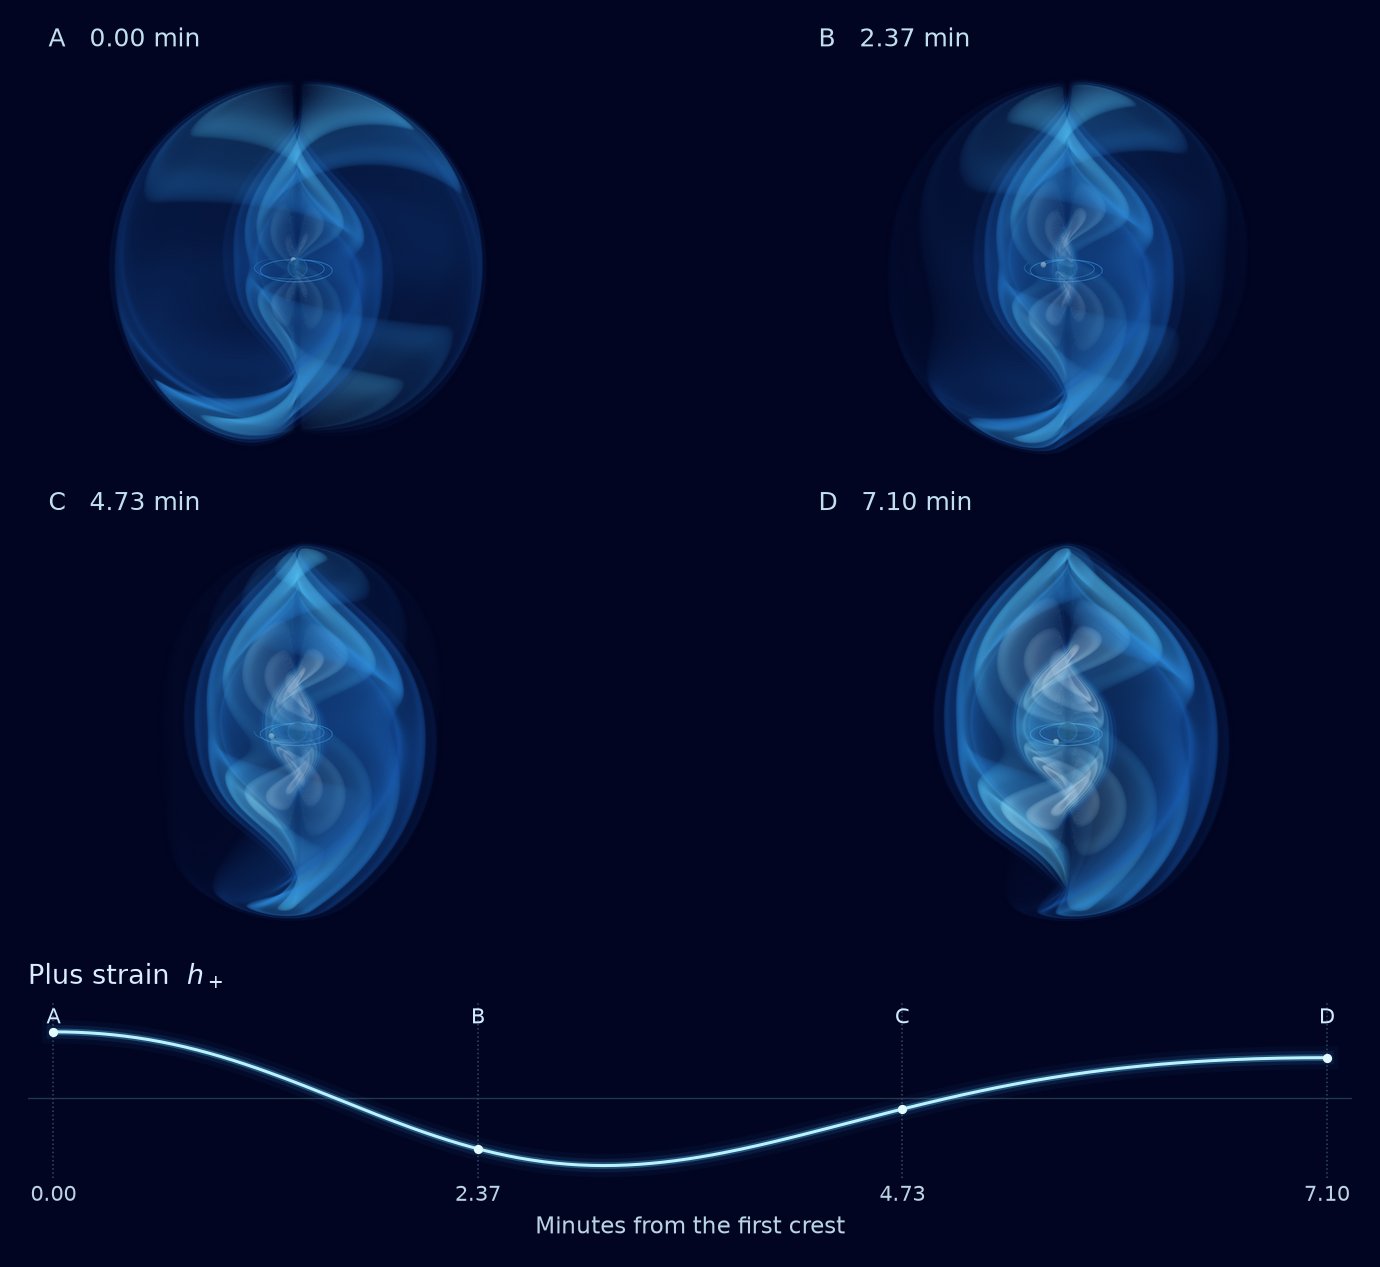 A 0.00 min
B 2.37 min
C 4.73 min
D 7.10 min
Plus strain h+
A B C D
0.00 2.37 4.73 7.10
Minutes from the first crest